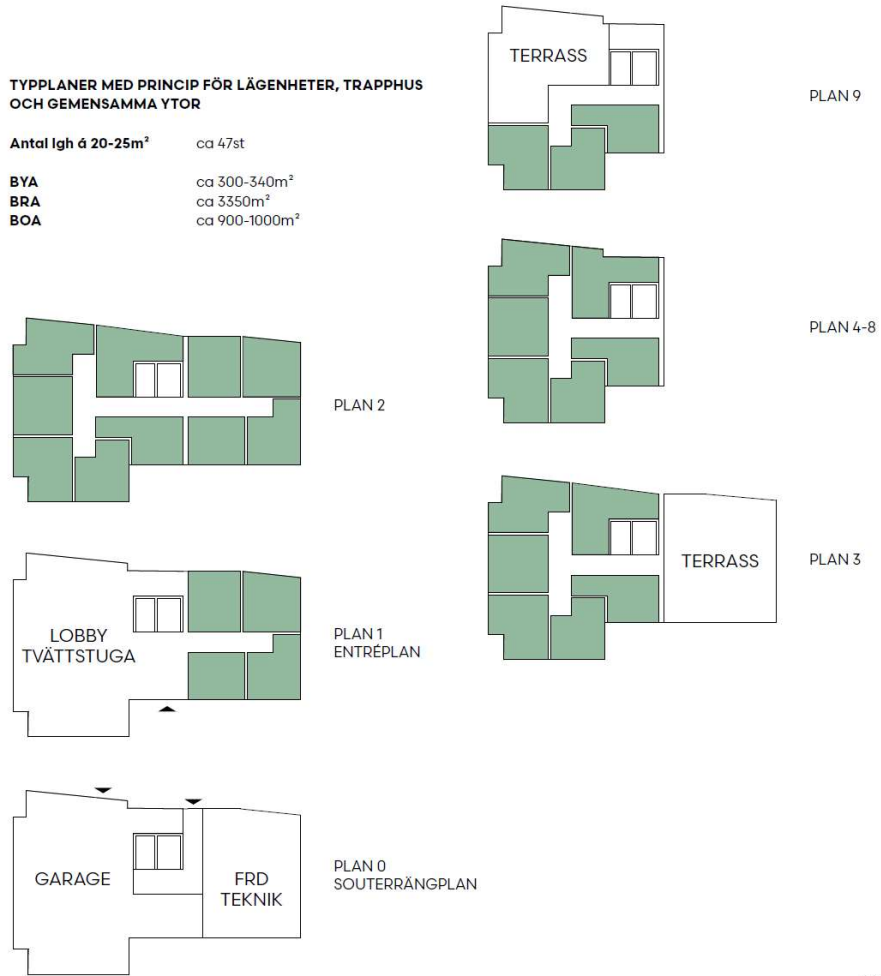 TYPPLANER MED PRINCIP FÖR LÄGENHETER, TRAPPHUS
OCH GEMENSAMMA YTOR
Antal lgh á 20-25m² ca 47st
BYA ca 300-340m²
BRA ca 3350m²
BOA ca 900-1000m²
PLAN 2
LOBBY
TVÄTTSTUGA
PLAN 1
ENTRÉPLAN
GARAGE
FRD
TEKNIK
PLAN 0
SOUTERRÄNGPLAN
TERRASS
PLAN 9
PLAN 4-8
TERRASS
PLAN 3